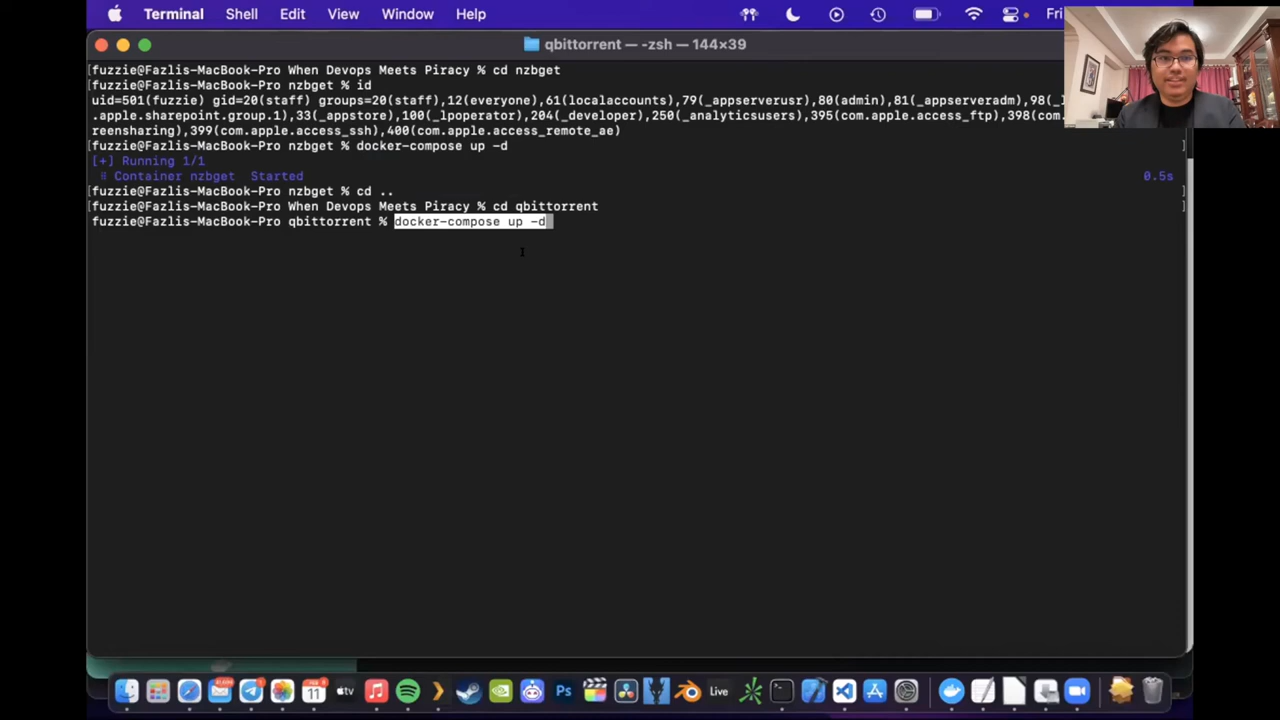 Terminal Shell Edit View Window Help Fri
qbittorrent — -zsh — 144×39
[fuzzie@Fazlis-MacBook-Pro When Devops Meets Piracy % cd nzbget
[fuzzie@Fazlis-MacBook-Pro nzbget % id
uid=501(fuzzie) gid=20(staff) groups=20(staff),12(everyone),61(localaccounts),79(_appserverusr),80(admin),81(_appserveradm),98(_l
.apple.sharepoint.group.1),33(_appstore),100(_lpoperator),204(_developer),250(_analyticsusers),395(com.apple.access_ftp),398(com.
reensharing),399(com.apple.access_ssh),400(com.apple.access_remote_ae)
[fuzzie@Fazlis-MacBook-Pro nzbget % docker-compose up -d ]
[+] Running 1/1
⠿ Container nzbget Started 0.5s
[fuzzie@Fazlis-MacBook-Pro nzbget % cd .. ]
[fuzzie@Fazlis-MacBook-Pro When Devops Meets Piracy % cd qbittorrent ]
fuzzie@Fazlis-MacBook-Pro qbittorrent % docker-compose up -d
11 tv Ps Live